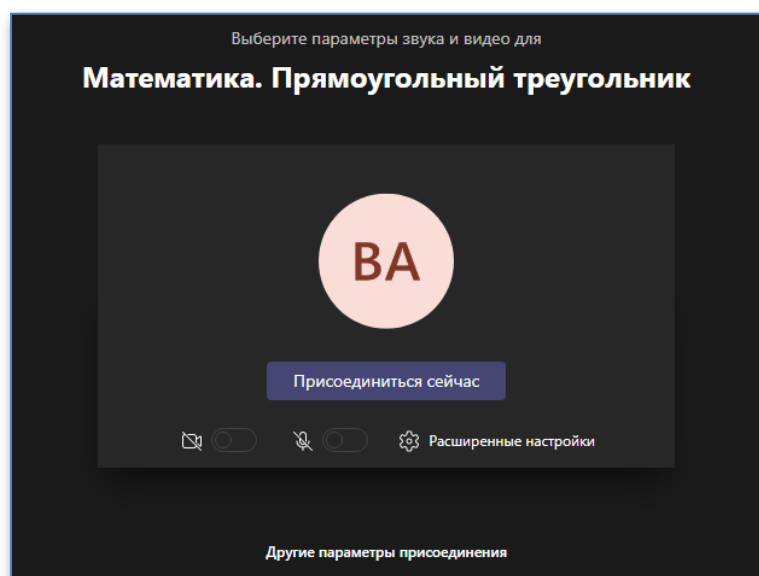 Выберите параметры звука и видео для
Математика. Прямоугольный треугольник
ВА
Присоединиться сейчас
Расширенные настройки
Другие параметры присоединения